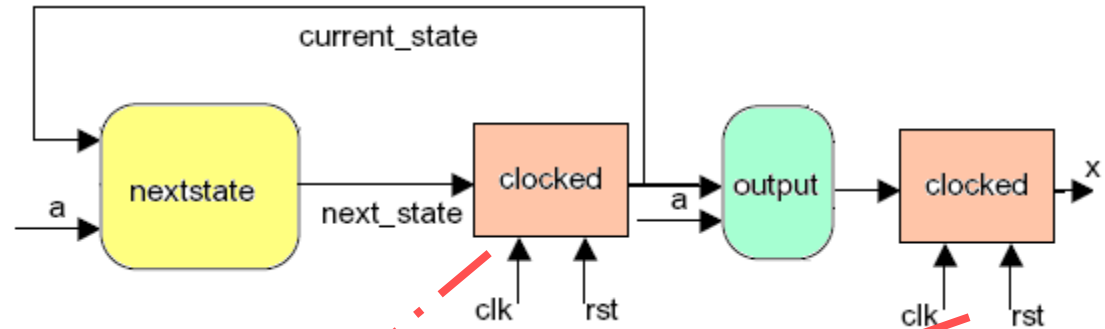 current_state
nextstate
a
next_state
clocked
clk
rst
a
output
clocked
x
clk
rst